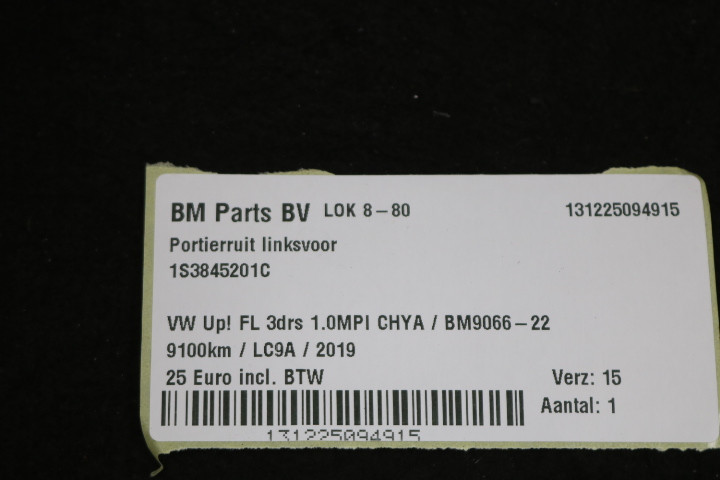 BM Parts BV LOK 8-80 131225094915
Portierruit linksvoor
1S3845201C
VW Up! FL 3drs 1.0MPI CHYA / BM9066-22
9100km / LC9A / 2019
25 Euro incl. BTW Verz: 15
Aantal: 1
131225094915